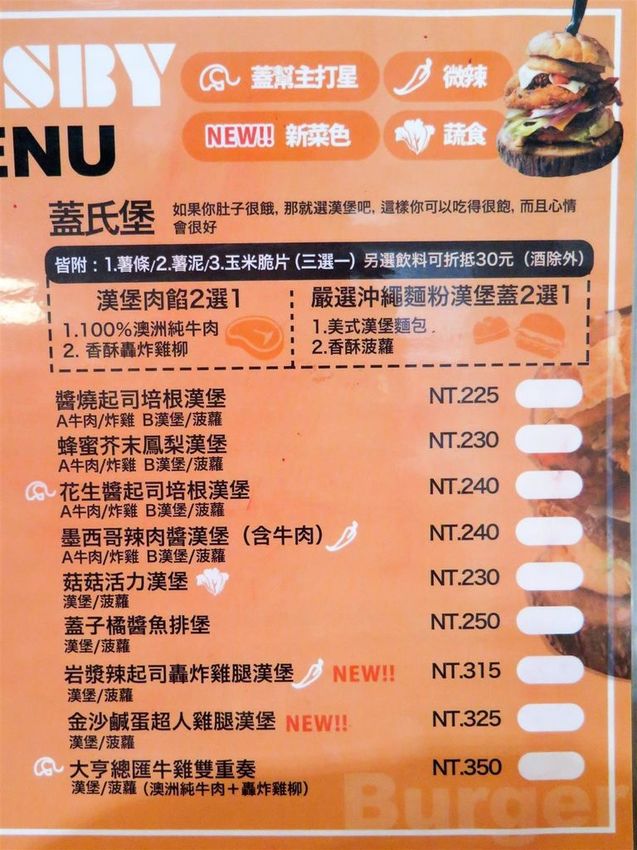 SBY
ENU
蓋幫主打星
微辣
NEW!! 新菜色
蔬食
蓋氏堡 如果你肚子很餓, 那就選漢堡吧, 這樣你可以吃得很飽, 而且心情
會很好
皆附：1.薯條/2.薯泥/3.玉米脆片（三選一）另選飲料可折抵30元（酒除外）
漢堡肉餡2選1
1.100%澳洲純牛肉
2. 香酥轟炸雞柳
嚴選沖繩麵粉漢堡蓋2選1
1.美式漢堡麵包
2.香酥菠蘿
醬燒起司培根漢堡 NT.225
A牛肉/炸雞 B漢堡/菠蘿
蜂蜜芥末鳳梨漢堡 NT.230
A牛肉/炸雞 B漢堡/菠蘿
花生醬起司培根漢堡 NT.240
A牛肉/炸雞 B漢堡/菠蘿
墨西哥辣肉醬漢堡（含牛肉） NT.240
A牛肉/炸雞 B漢堡/菠蘿
菇菇活力漢堡 NT.230
漢堡/菠蘿
蓋子橘醬魚排堡 NT.250
漢堡/菠蘿
岩漿辣起司轟炸雞腿漢堡 NEW!! NT.315
漢堡/菠蘿
金沙鹹蛋超人雞腿漢堡 NEW!! NT.325
漢堡/菠蘿
大亨總匯牛雞雙重奏 NT.350
漢堡/菠蘿（澳洲純牛肉＋轟炸雞柳）
Burger